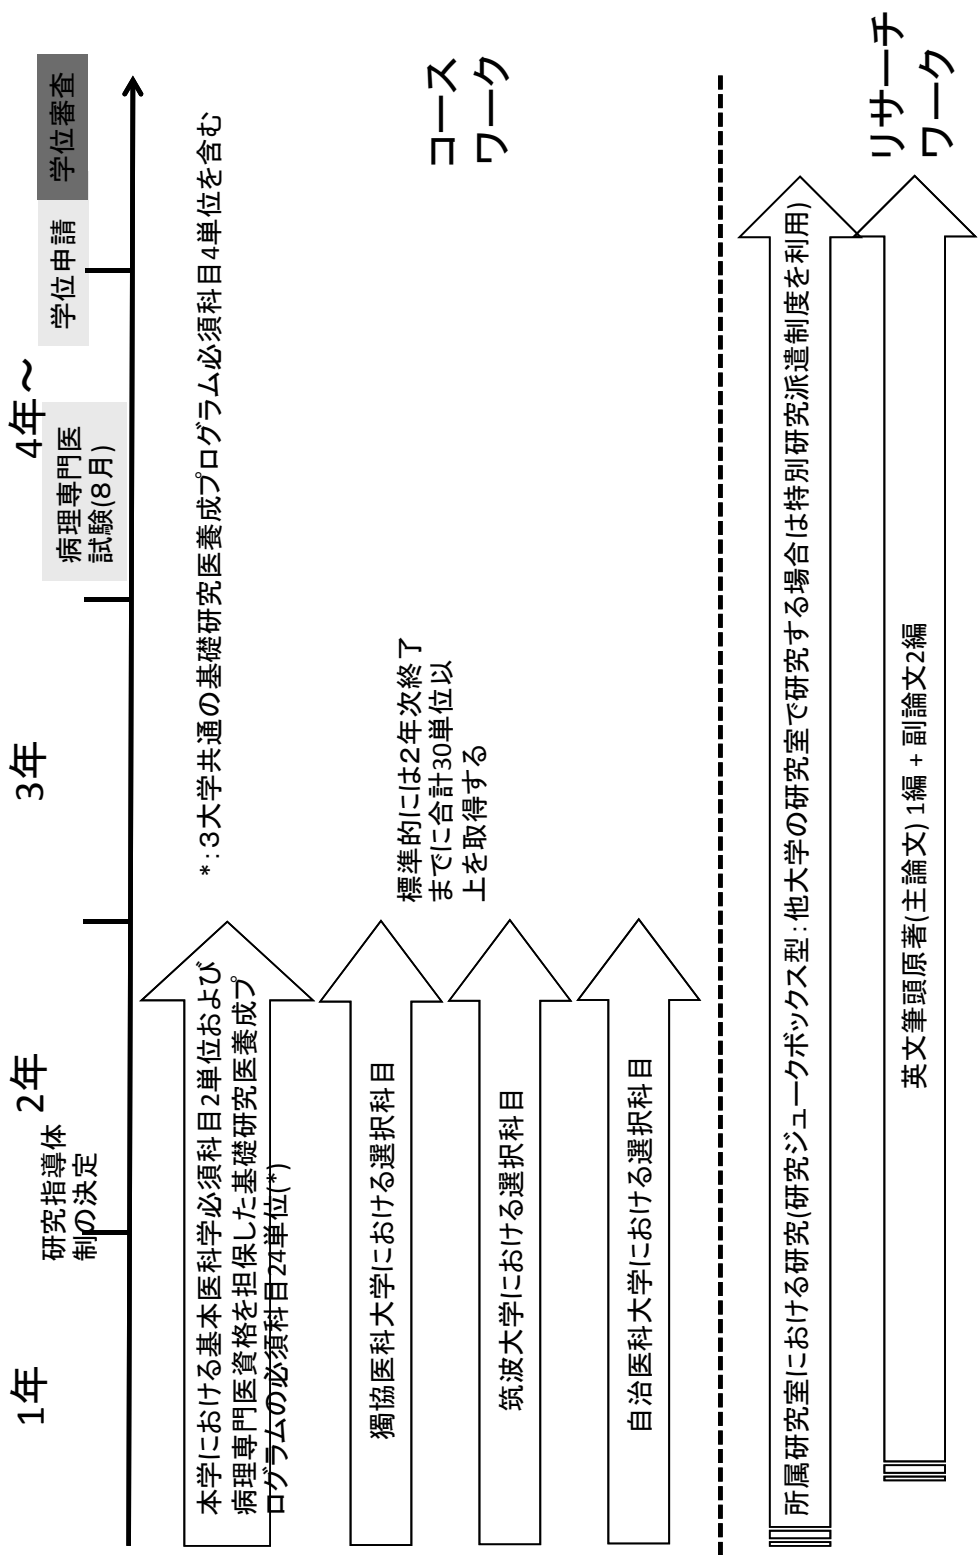 1年
2年
3年
4年～
研究指導体
制の決定
病理専門医
試験(8月)
学位申請
学位審査
本学における基本医科学必須科目2単位および
病理専門医資格を担保した基礎研究医養成プ
ログラムの必須科目24単位(*)
*：3大学共通の基礎研究医養成プログラム必須科目4単位を含む
獨協医科大学における選択科目
筑波大学における選択科目
自治医科大学における選択科目
標準的には2年次終了
までに合計30単位以
上を取得する
コース
ワーク
所属研究室における研究(研究ジュークボックス型：他大学の研究室で研究する場合は特別研究派遣制度を利用)
英文筆頭原著(主論文) 1編 + 副論文2編
リサーチ
ワーク